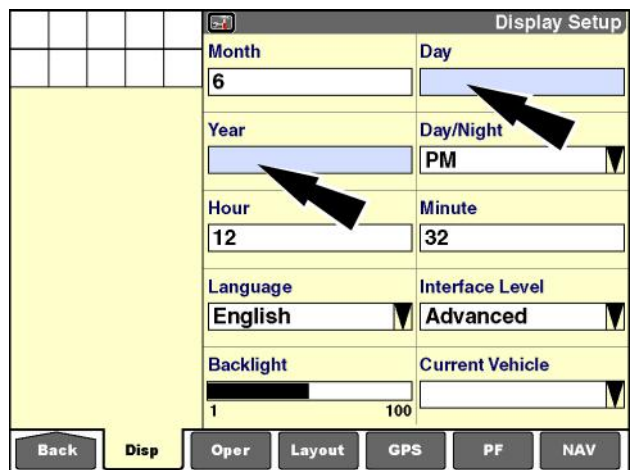 Display Setup
Month Day
6
Year Day/Night
PM
Hour Minute
12 32
Language Interface Level
English Advanced
Backlight Current Vehicle
1 100
Back Disp Oper Layout GPS PF NAV